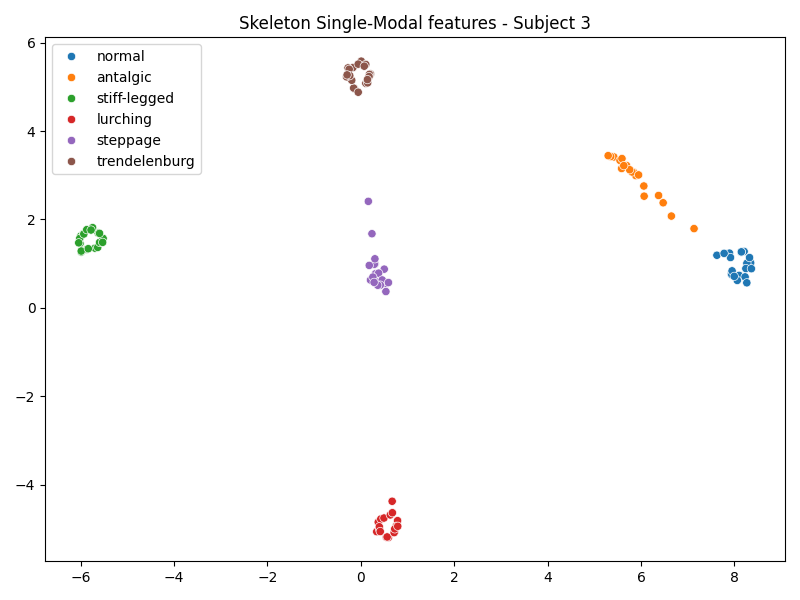 Skeleton Single-Modal features - Subject 3
normal
antalgic
stiff-legged
lurching
steppage
trendelenburg
6
4
2
0
−2
−4
−6
−4
−2
0
2
4
6
8